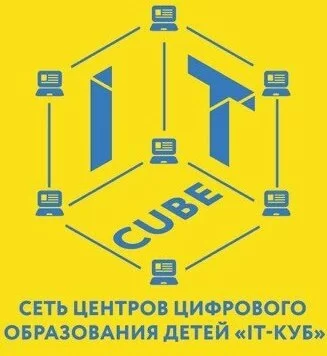 IT
CUBE
СЕТЬ ЦЕНТРОВ ЦИФРОВОГО
ОБРАЗОВАНИЯ ДЕТЕЙ «IT-КУБ»